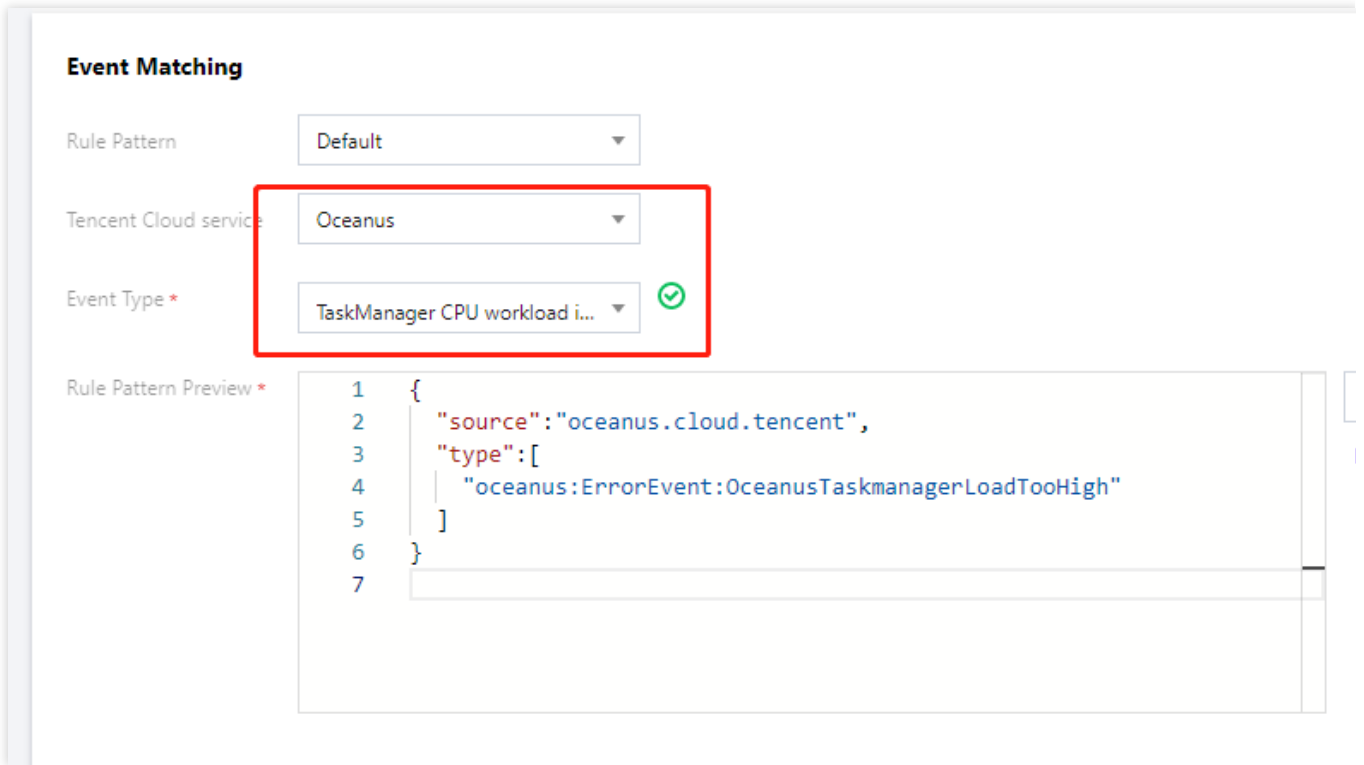 Event Matching
Rule Pattern
Default
Tencent Cloud service
Oceanus
Event Type *
TaskManager CPU workload i...
Rule Pattern Preview *
1 {
2 "source":"oceanus.cloud.tencent",
3 "type":[
4 "oceanus:ErrorEvent:OceanusTaskmanagerLoadTooHigh"
5 ]
6 }
7